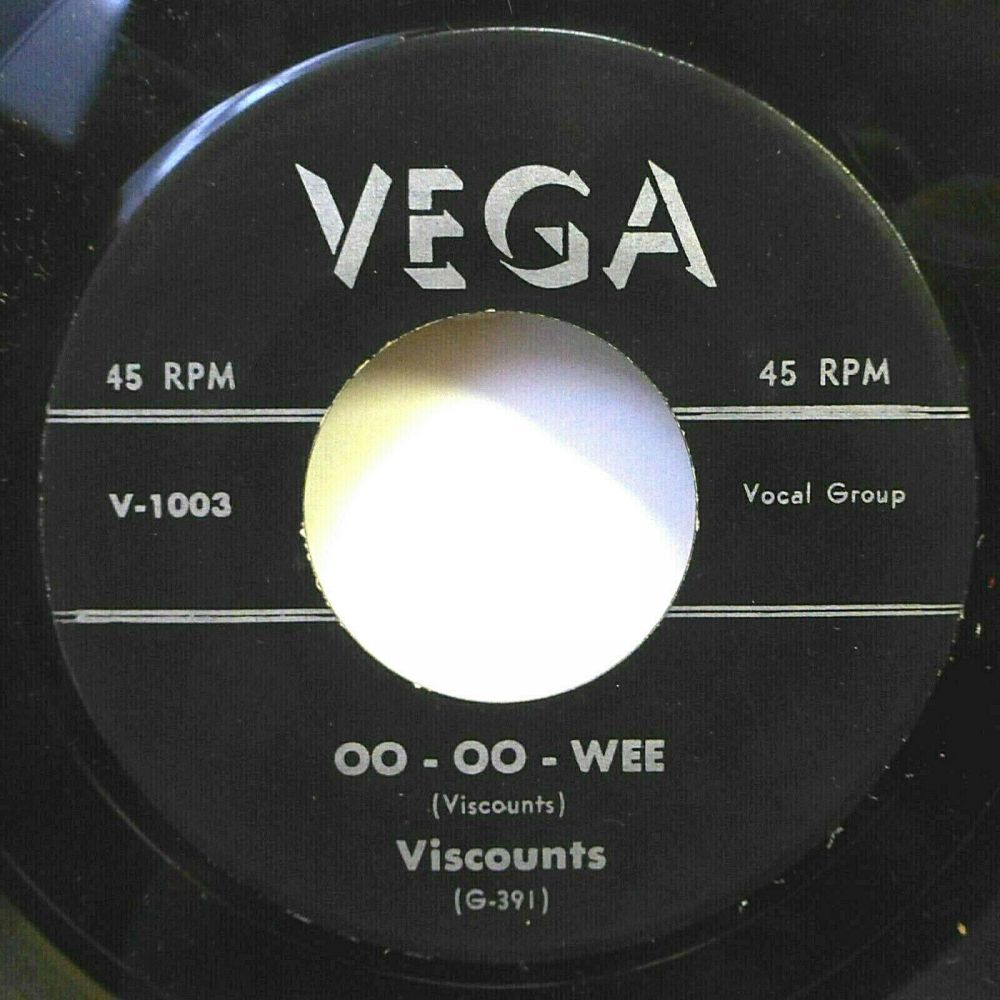 VEGA
45 RPM
45 RPM
V-1003
Vocal Group
OO - OO - WEE
(Viscounts)
Viscounts
(G-391)